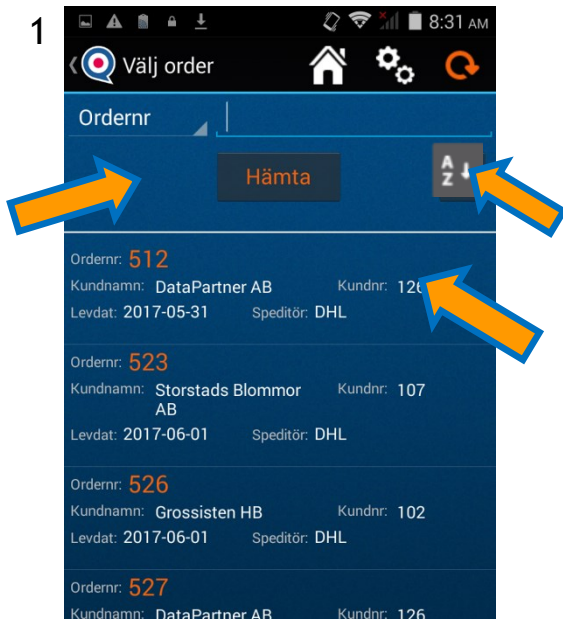 1
8:31 AM
Välj order
Ordernr
Hämta
A
Z
Ordernr: 512
Kundnamn: DataPartner AB Kundnr: 126
Levdat: 2017-05-31 Speditör: DHL
Ordernr: 523
Kundnamn: Storstads Blommor Kundnr: 107
AB
Levdat: 2017-06-01 Speditör: DHL
Ordernr: 526
Kundnamn: Grossisten HB Kundnr: 102
Levdat: 2017-06-01 Speditör: DHL
Ordernr: 527
Kundnamn: DataPartner AB Kundnr: 126